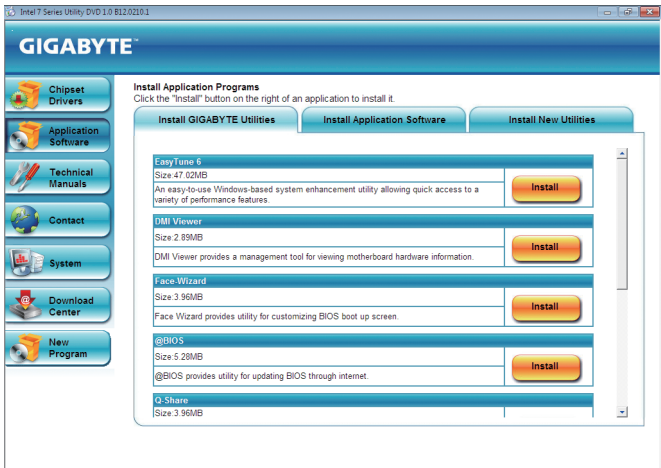 Intel 7 Series Utility DVD 1.0 B12.0210.1
GIGABYTE™
Chipset
Drivers
Application
Software
Technical
Manuals
Contact
System
Download
Center
New
Program
Install Application Programs
Click the "Install" button on the right of an application to install it.
Install GIGABYTE Utilities
Install Application Software
Install New Utilities
EasyTune 6
Size:47.02MB
An easy-to-use Windows-based system enhancement utility allowing quick access to a
variety of performance features.
Install
DMI Viewer
Size:2.89MB
DMI Viewer provides a management tool for viewing motherboard hardware information.
Install
Face-Wizard
Size:3.96MB
Face Wizard provides utility for customizing BIOS boot up screen.
Install
@BIOS
Size:5.28MB
@BIOS provides utility for updating BIOS through internet.
Install
Q-Share
Size:3.96MB